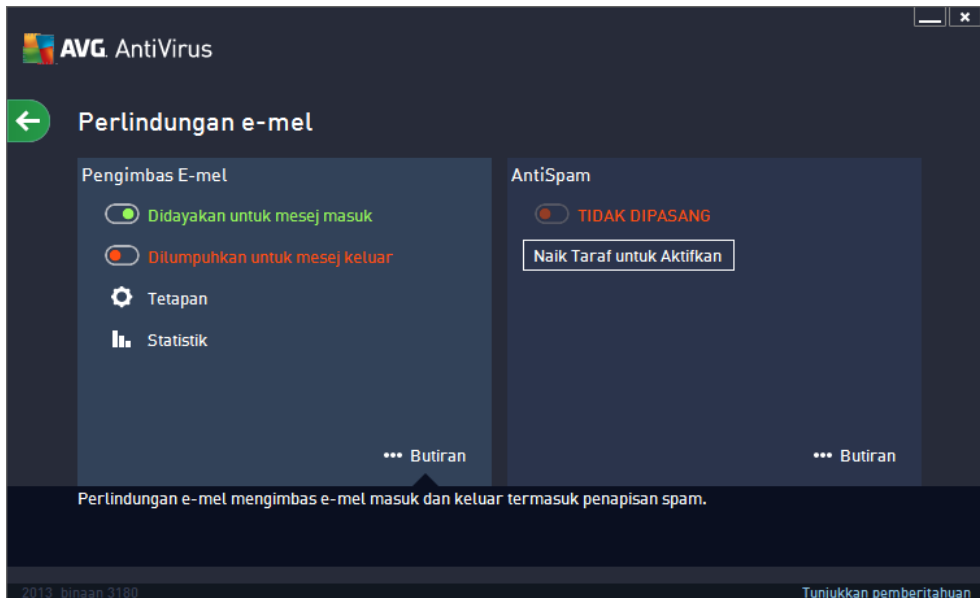 AVG. AntiVirus
Perlindungan e-mel
Pengimbas E-mel
Didayakan untuk mesej masuk
Dilumpuhkan untuk mesej keluar
Tetapan
Statistik
Butiran
AntiSpam
TIDAK DIPASANG
Naik Taraf untuk Aktifkan
Butiran
Perlindungan e-mel mengimbas e-mel masuk dan keluar termasuk penapisan spam.
2013 binaan 3180
Tunjukkan pemberitahuan